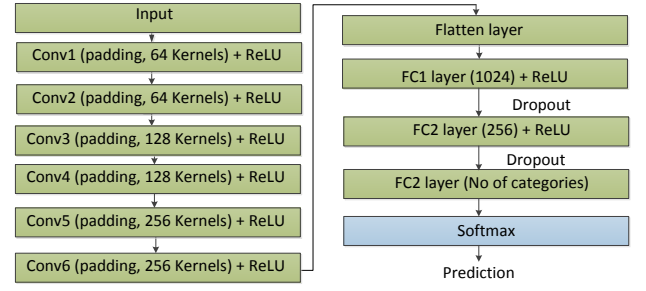 Input
Conv1 (padding, 64 Kernels) + ReLU
Conv2 (padding, 64 Kernels) + ReLU
Conv3 (padding, 128 Kernels) + ReLU
Conv4 (padding, 128 Kernels) + ReLU
Conv5 (padding, 256 Kernels) + ReLU
Conv6 (padding, 256 Kernels) + ReLU
Flatten layer
FC1 layer (1024) + ReLU
Dropout
FC2 layer (256) + ReLU
Dropout
FC2 layer (No of categories)
Softmax
Prediction